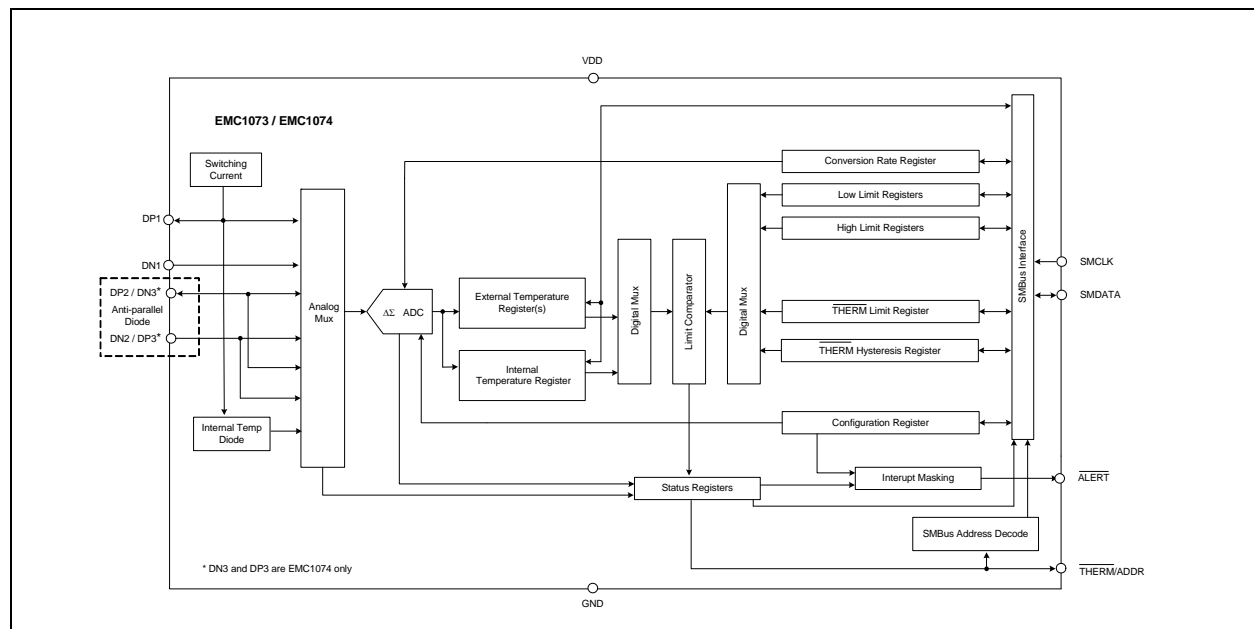 VDD
EMC1073 / EMC1074
Switching
Current
Conversion Rate Register
Low Limit Registers
High Limit Registers
DP1
DN1
DP2 / DN3*
Anti-parallel
Diode
DN2 / DP3*
Analog
Mux
ΔΣ ADC
External Temperature
Register(s)
Internal
Temperature Register
Digital Mux
Limit Comparator
Digital Mux
SMBus Interface
SMCLK
SMDATA
THERM Limit Register
THERM Hysteresis Register
Internal Temp
Diode
Configuration Register
Status Registers
Interupt Masking
ALERT
SMBus Address Decode
THERM/ADDR
* DN3 and DP3 are EMC1074 only
GND